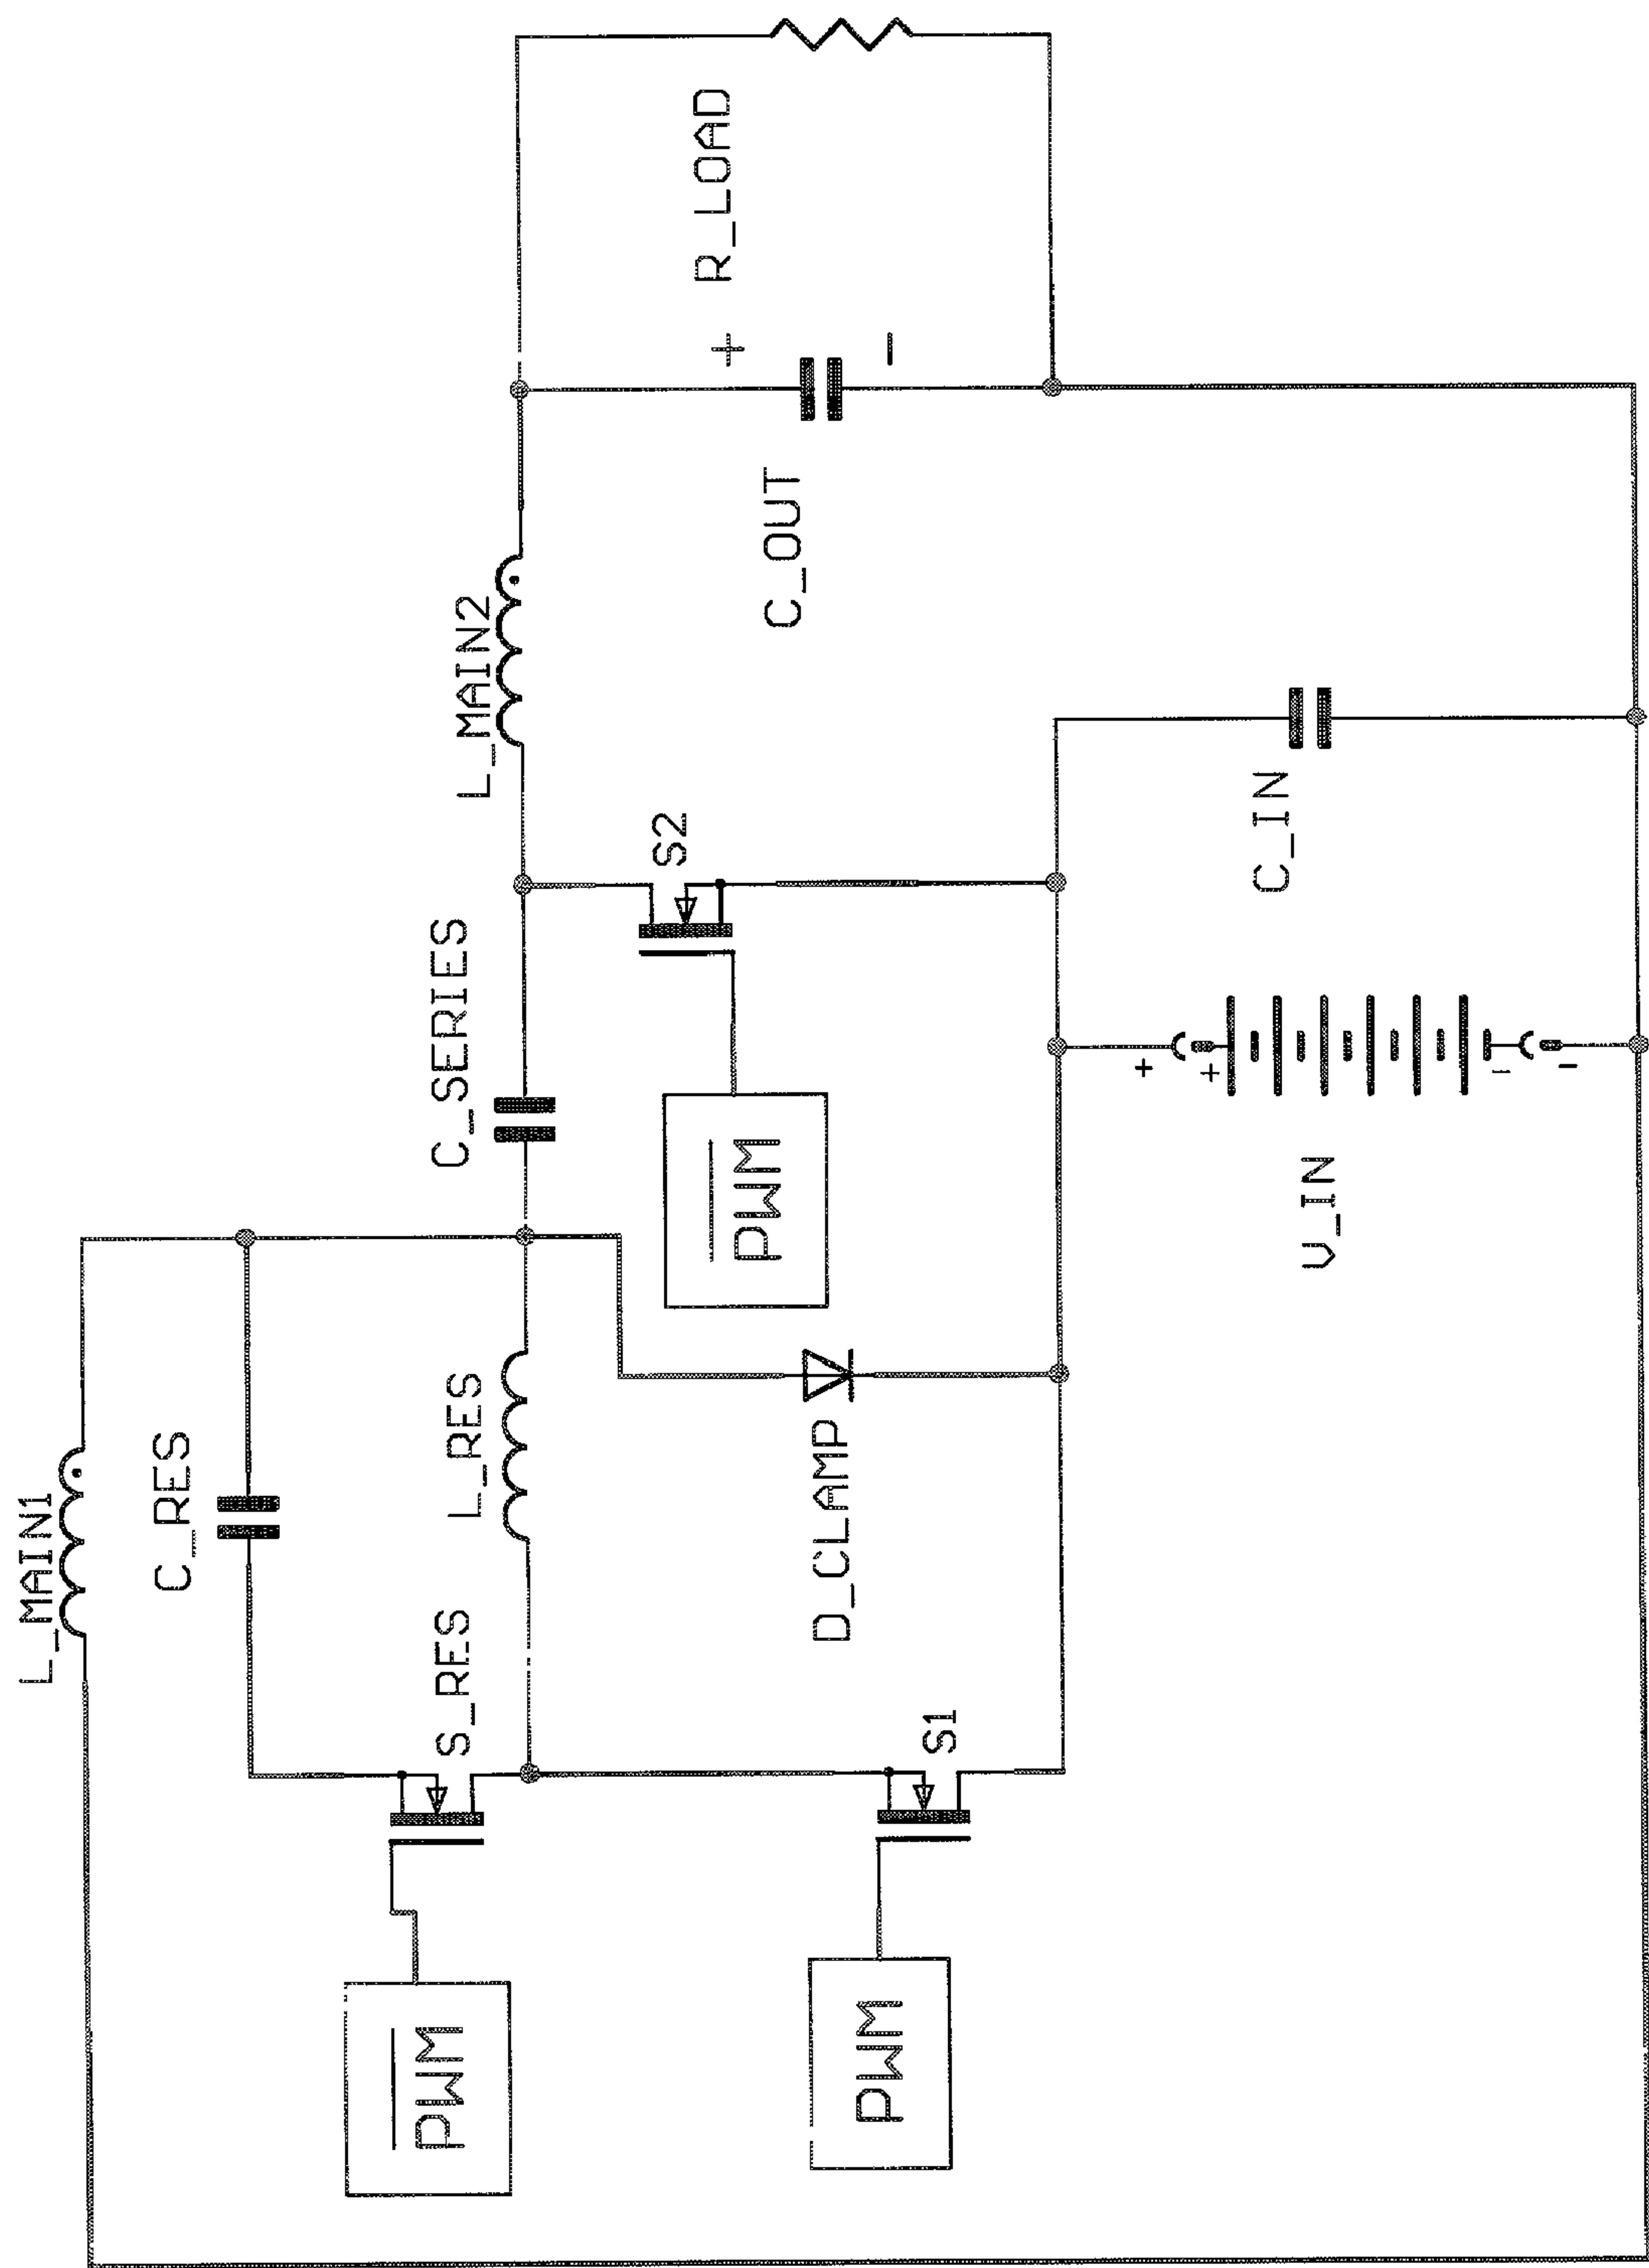 L_MAIN1
C_RES
S_RES
L_RES
C_SERIES
L_MAIN2
R_LOAD
+
−
C_OUT
S2
PWM
PWM
D_CLAMP
S1
PWM
C_IN
V_IN
+
+
−
−